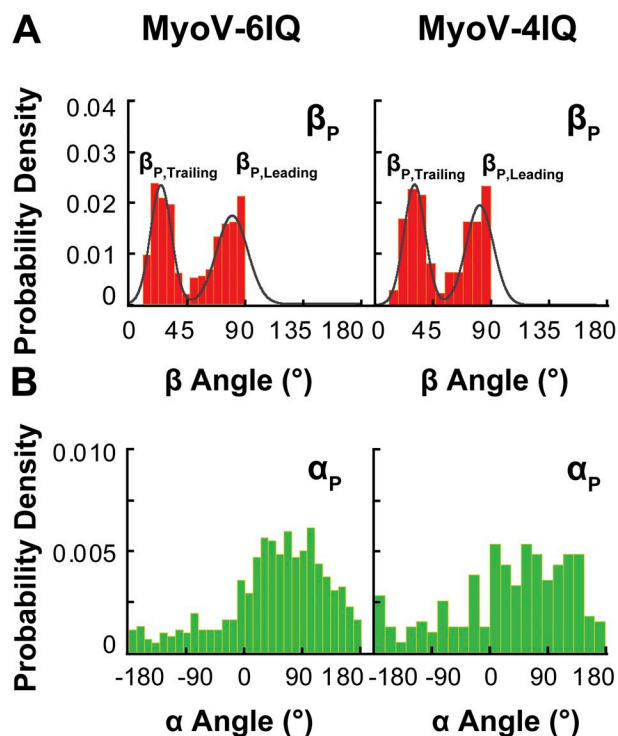 A MyoV-6IQ MyoV-4IQ
Probability Density
0.04
0.03
0.02
0.01
0
βP
βP,Trailing βP,Leading
0 45 90 135 180
β Angle (°)
βP
βP,Trailing βP,Leading
0 45 90 135 180
β Angle (°)
B
Probability Density
0.010
0.005
0
αP
-180 -90 0 90 180
α Angle (°)
αP
-180 -90 0 90 180
α Angle (°)